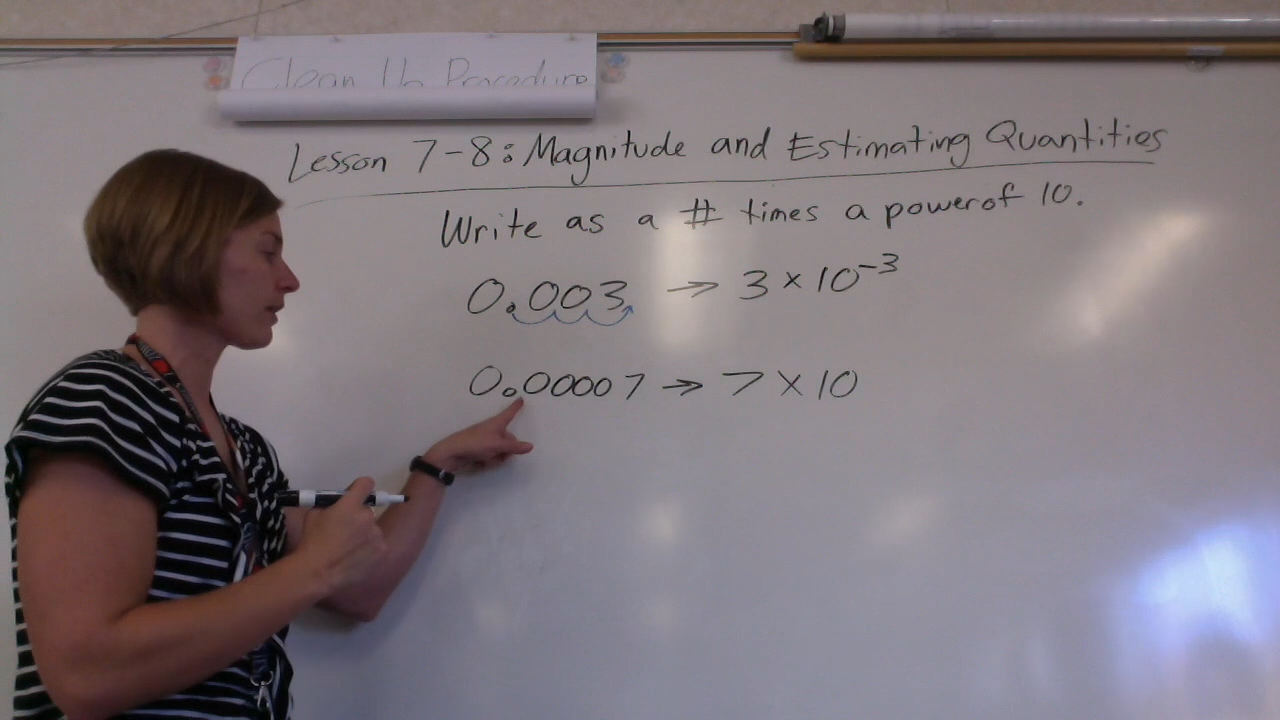 Clean Up Procedure
Lesson 7-8: Magnitude and Estimating Quantities
Write as a # times a power of 10.
0.003 → 3 × 10⁻³
0.00007 → 7 × 10